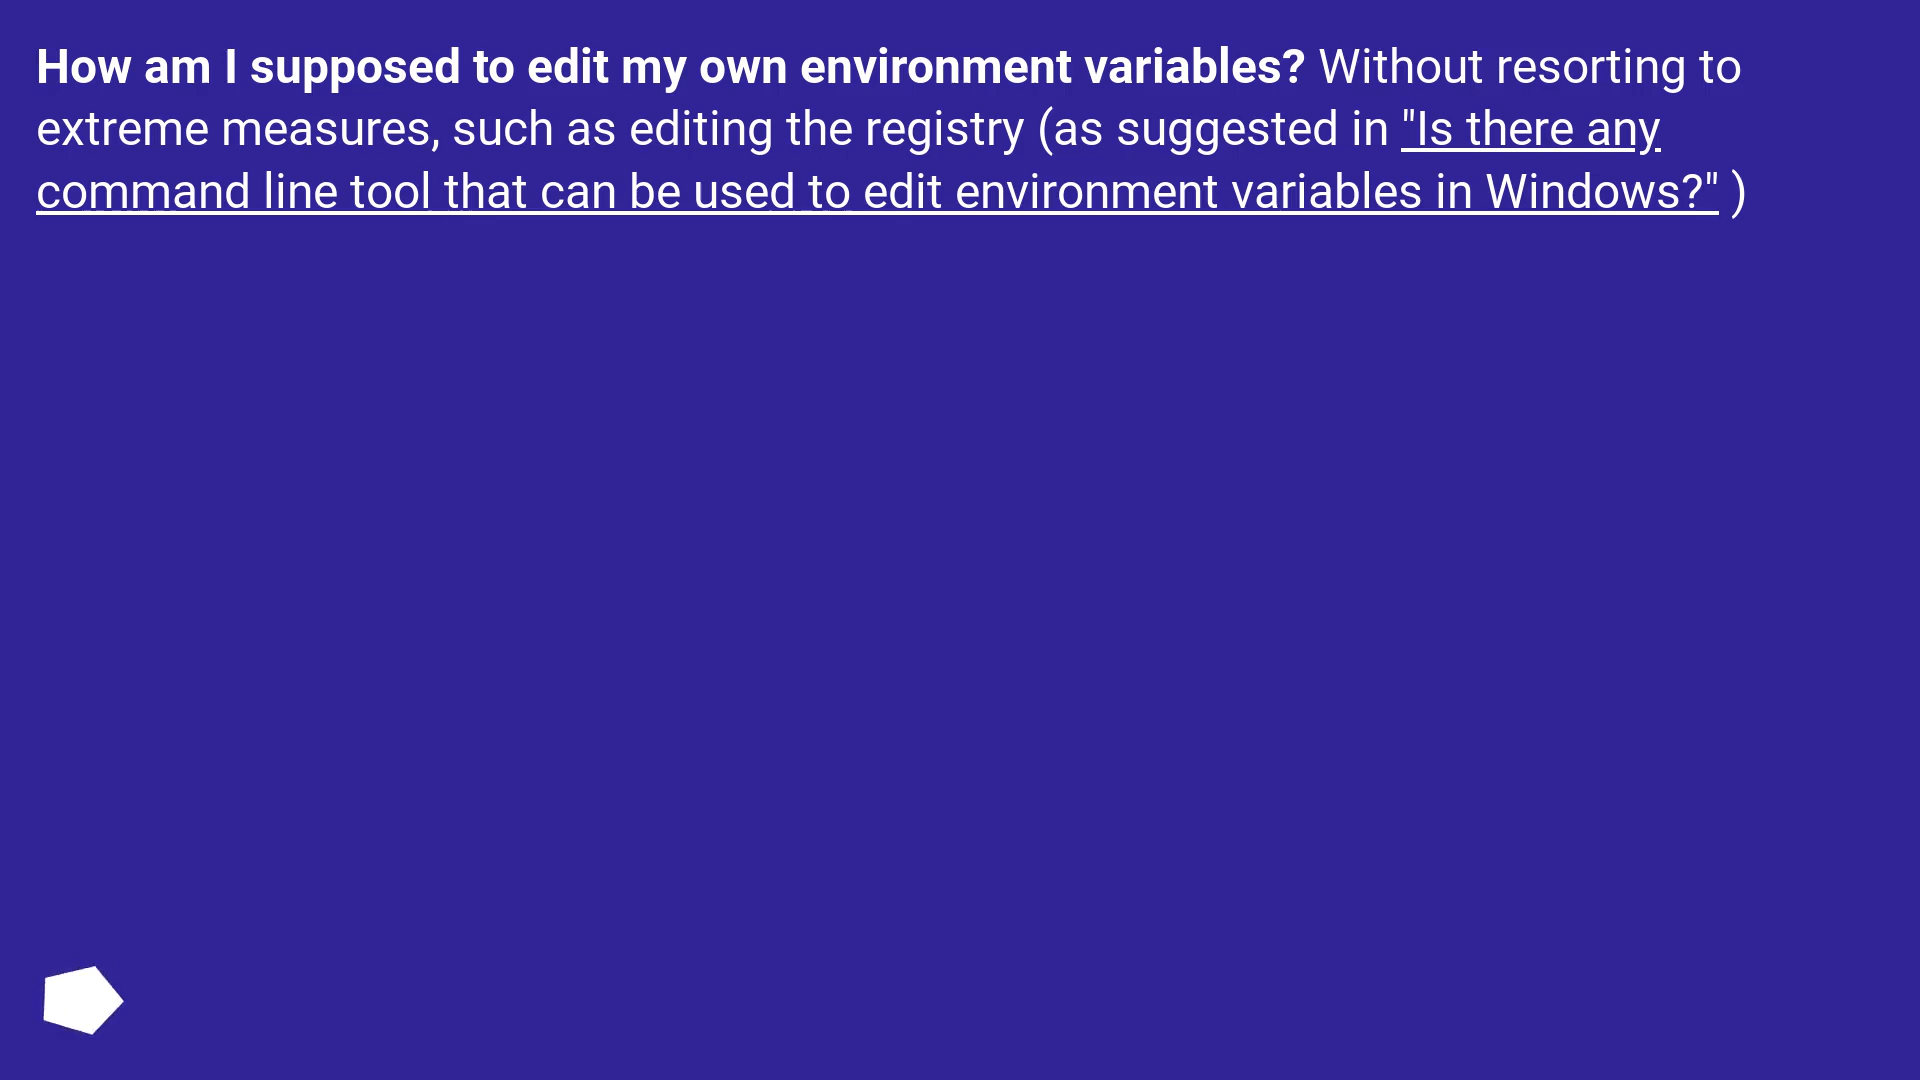 How am I supposed to edit my own environment variables? Without resorting to
extreme measures, such as editing the registry (as suggested in "Is there any
command line tool that can be used to edit environment variables in Windows?" )